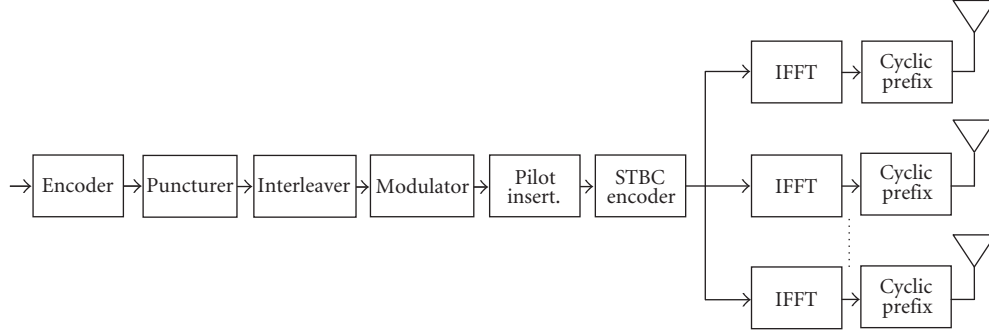 IFFT
Cyclic
prefix
Encoder
Puncturer
Interleaver
Modulator
Pilot
insert.
STBC
encoder
IFFT
Cyclic
prefix
IFFT
Cyclic
prefix